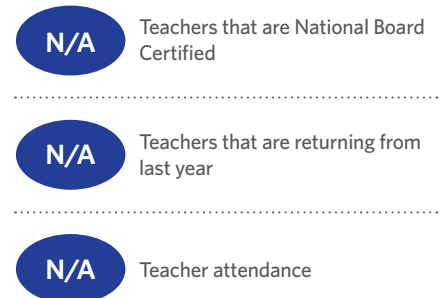 N/A
Teachers that are National Board
Certified
N/A
Teachers that are returning from
last year
N/A
Teacher attendance